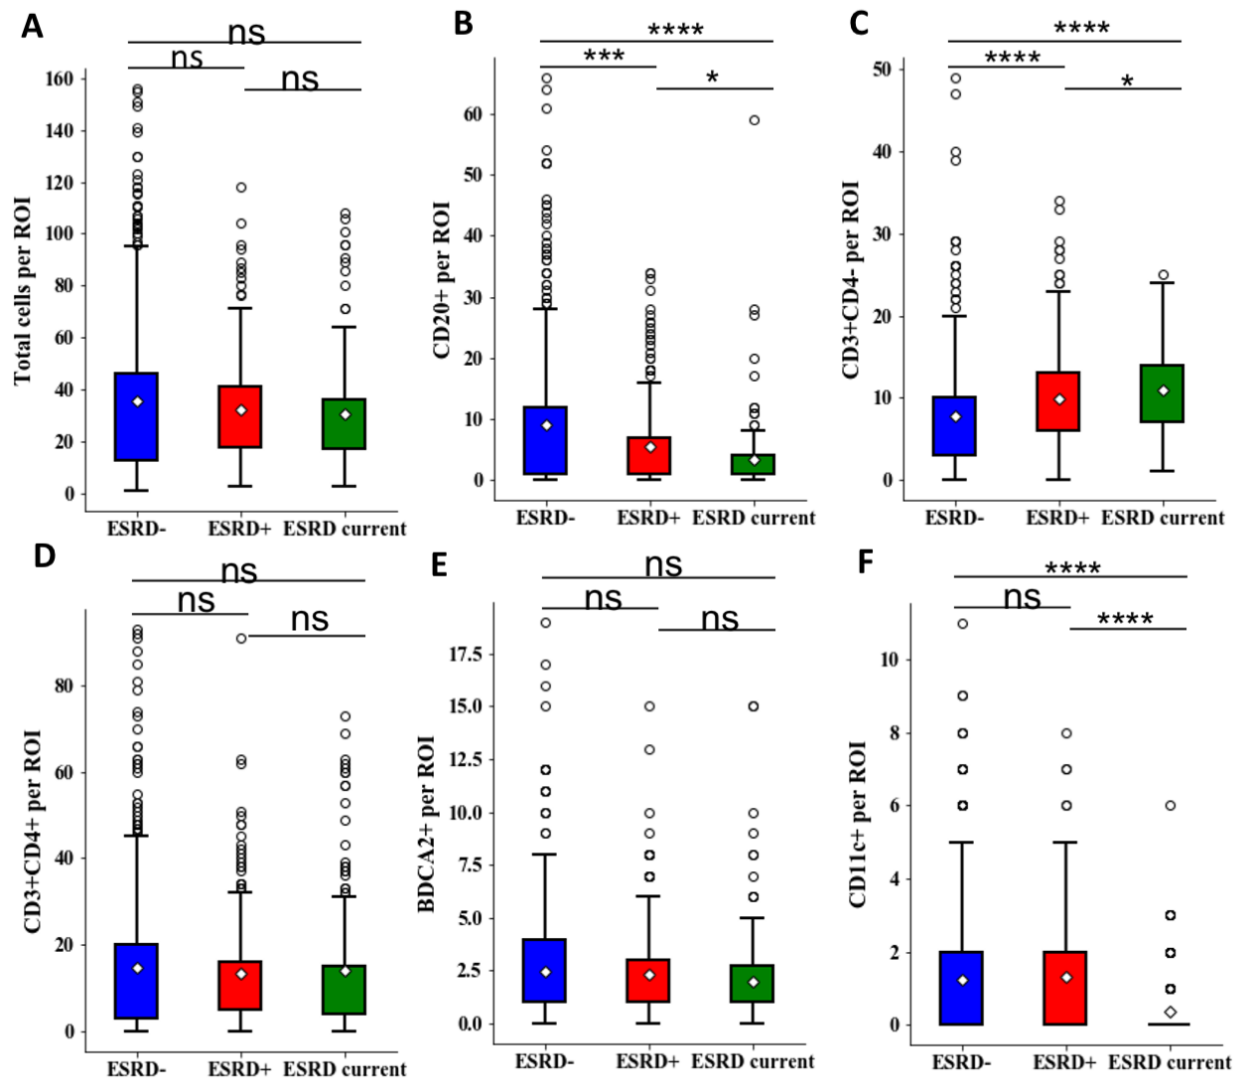 A
ns
ns
ns
Total cells per ROI
160
140
120
100
80
60
40
20
0
ESRD-
ESRD+
ESRD current
B
****
***
*
CD20+ per ROI
60
50
40
30
20
10
0
ESRD-
ESRD+
ESRD current
C
****
****
*
CD3+CD4- per ROI
50
40
30
20
10
0
ESRD-
ESRD+
ESRD current
D
ns
ns
ns
CD3+CD4+ per ROI
80
60
40
20
0
ESRD-
ESRD+
ESRD current
E
ns
ns
ns
BDCA2+ per ROI
17.5
15.0
12.5
10.0
7.5
5.0
2.5
0.0
ESRD-
ESRD+
ESRD current
F
****
ns
****
CD11c+ per ROI
10
8
6
4
2
0
ESRD-
ESRD+
ESRD current